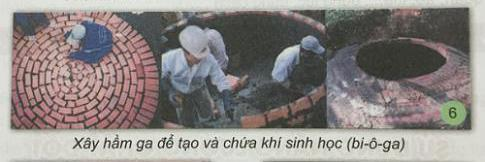 6
Xây hầm ga để tạo và chứa khí sinh học (bi-ô-ga)